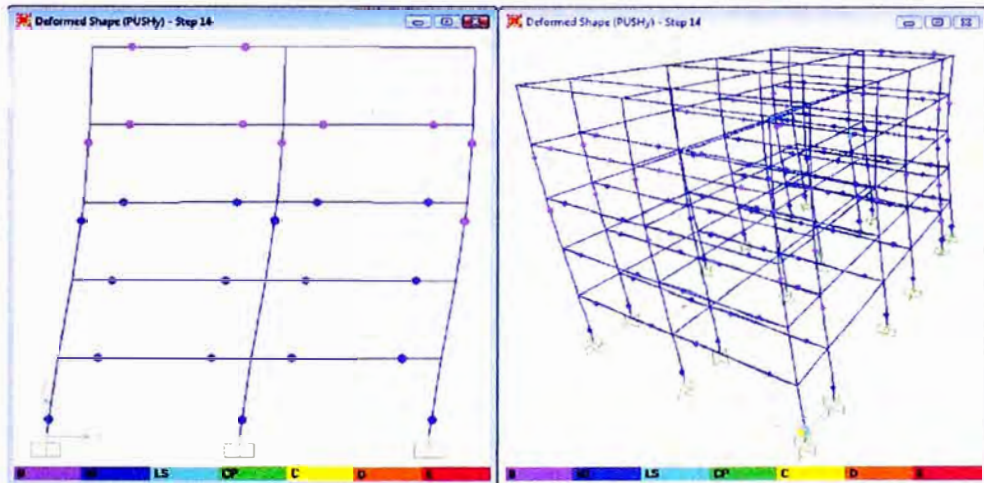 Deformed Shape (PUSHy) - Step 14
Deformed Shape (PUSHy) - Step 14
B IO LS CP C D E
B IO LS CP C D E